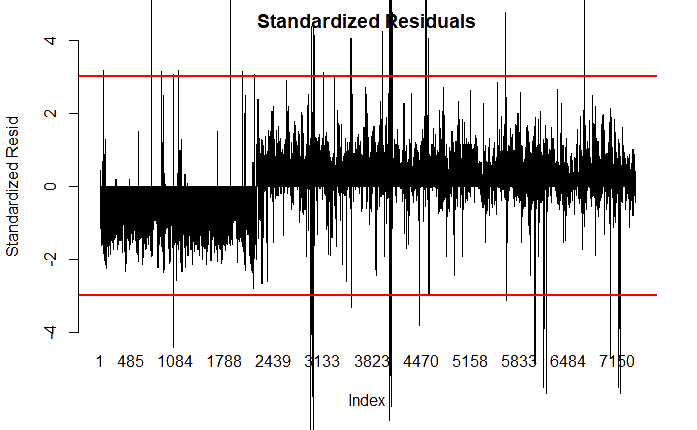 Standardized Residuals
Standardized Resid
4
2
0
-2
-4
1 485 1084 1788 2439 3133 3823 4470 5158 5833 6484 7150
Index